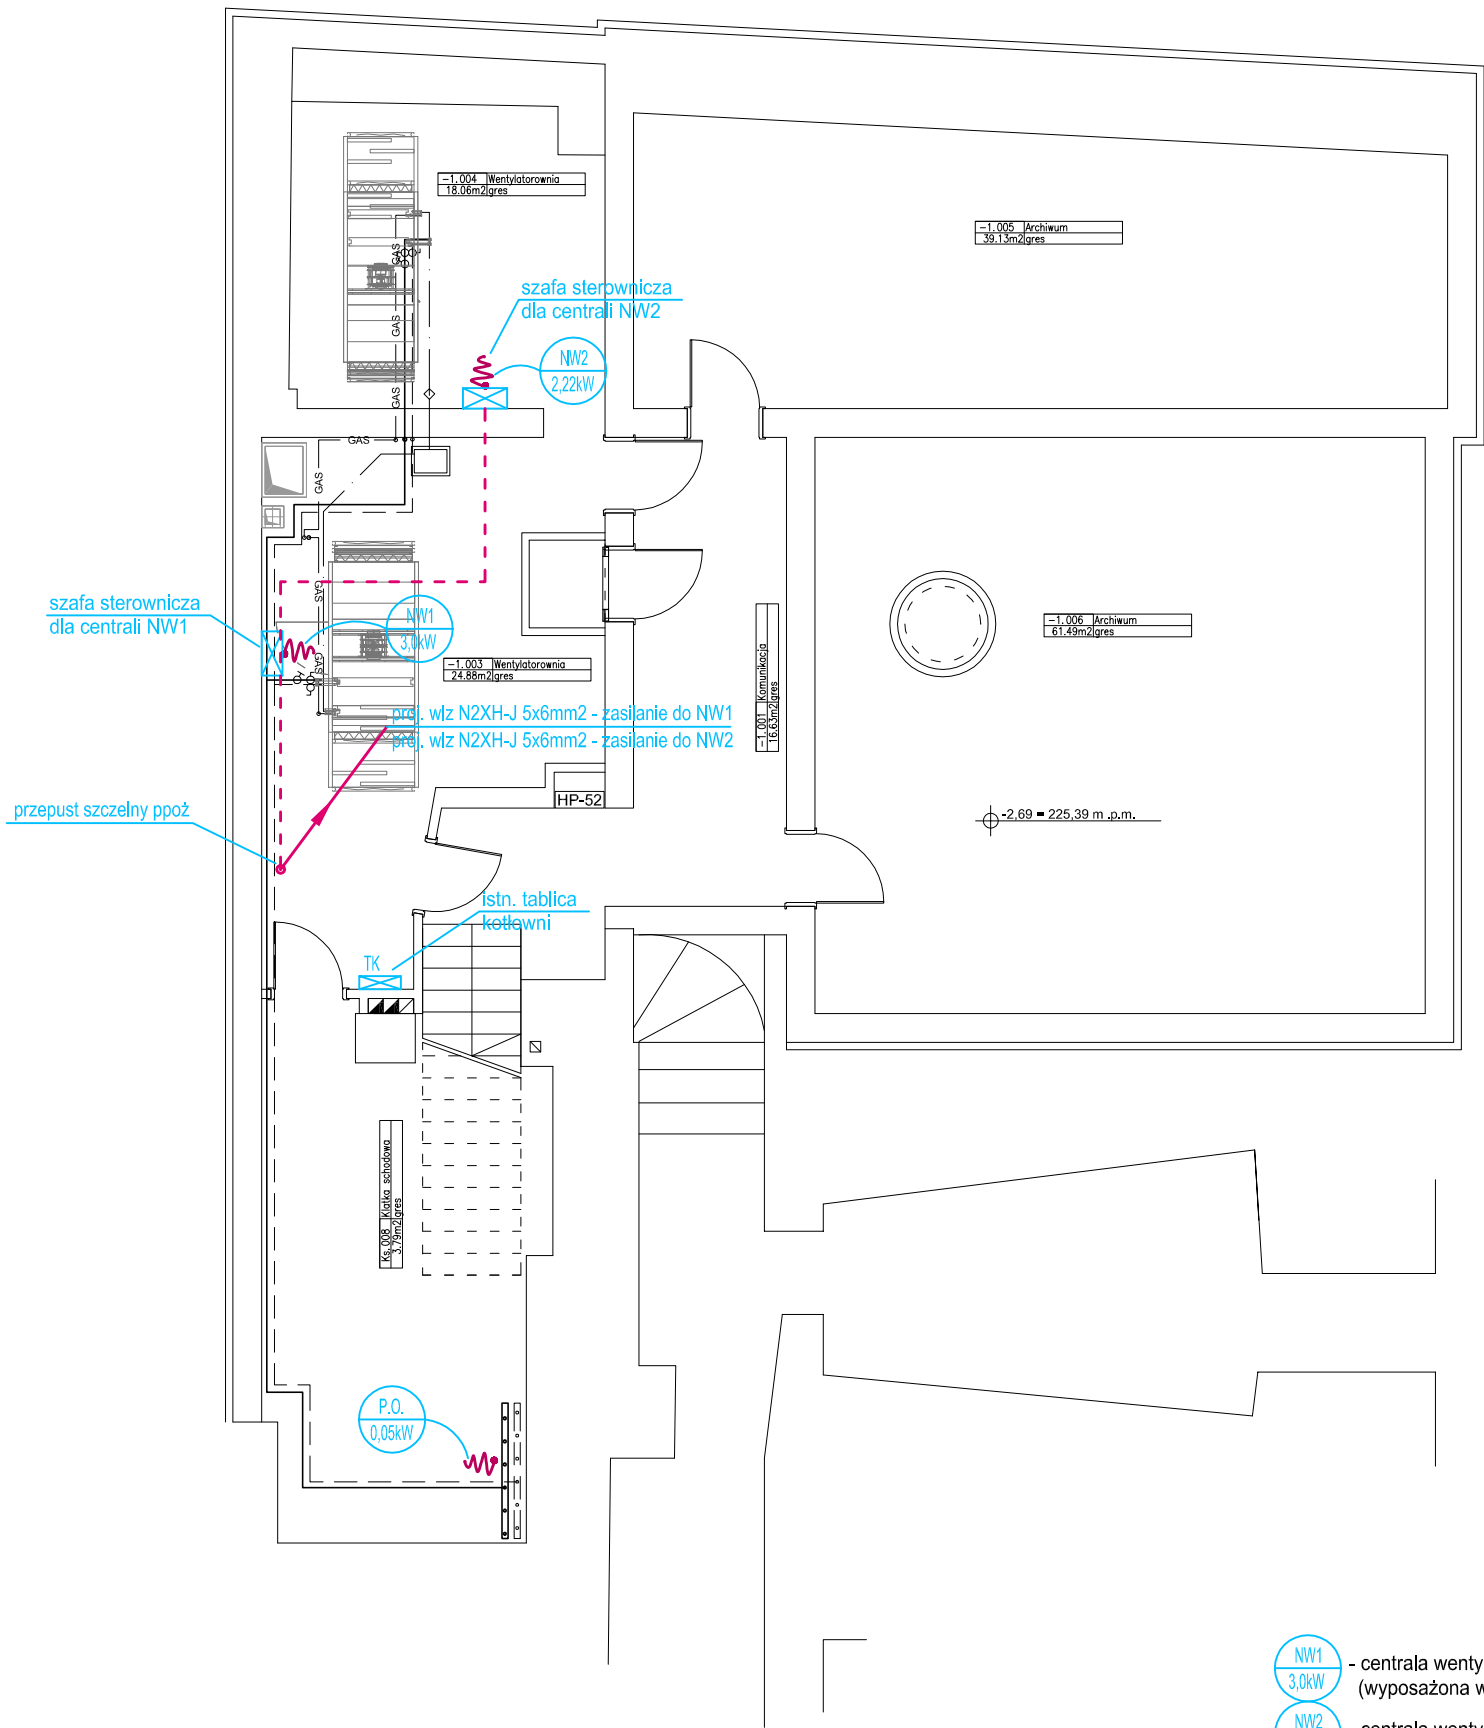 -1.004 Wentylatorownia
18.06m2 gres
-1.005 Archiwum
39.13m2 gres
GAS
GAS
GAS
szafa sterownicza
dla centrali NW2
NW2
2,22kW
GAS
GAS
GAS
szafa sterownicza
dla centrali NW1
NW1
3,0kW
GAS
-1.003 Wentylatorownia
24.88m2 gres
-1.001 Komunikacja
16.63m2 gres
-1.006 Archiwum
61.49m2 gres
proj. wlz N2XH-J 5x6mm2 - zasilanie do NW1
proj. wlz N2XH-J 5x6mm2 - zasilanie do NW2
HP-52
przepust szczelny ppoż
-2,69 = 225,39 m .p.m.
istn. tablica
kotłowni
TK
Ks.008 Klatka schodowa
3.79m2 gres
P.O.
0,05kW
NW1
3,0kW
- centrala wenty
(wyposażona w
NW2
centrala wenty